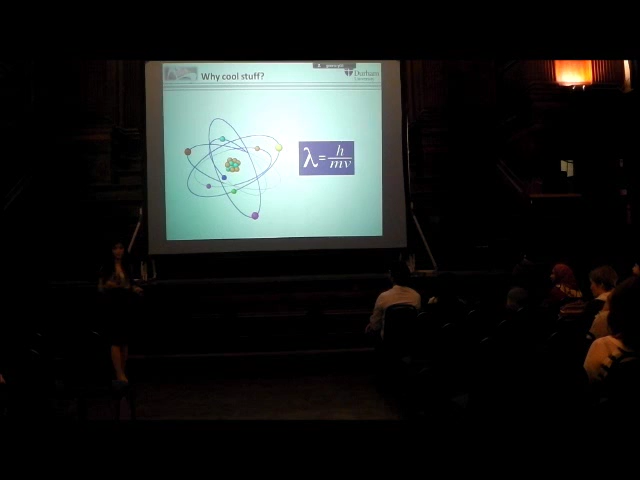 Why cool stuff?
Durham
University
λ = h
mv